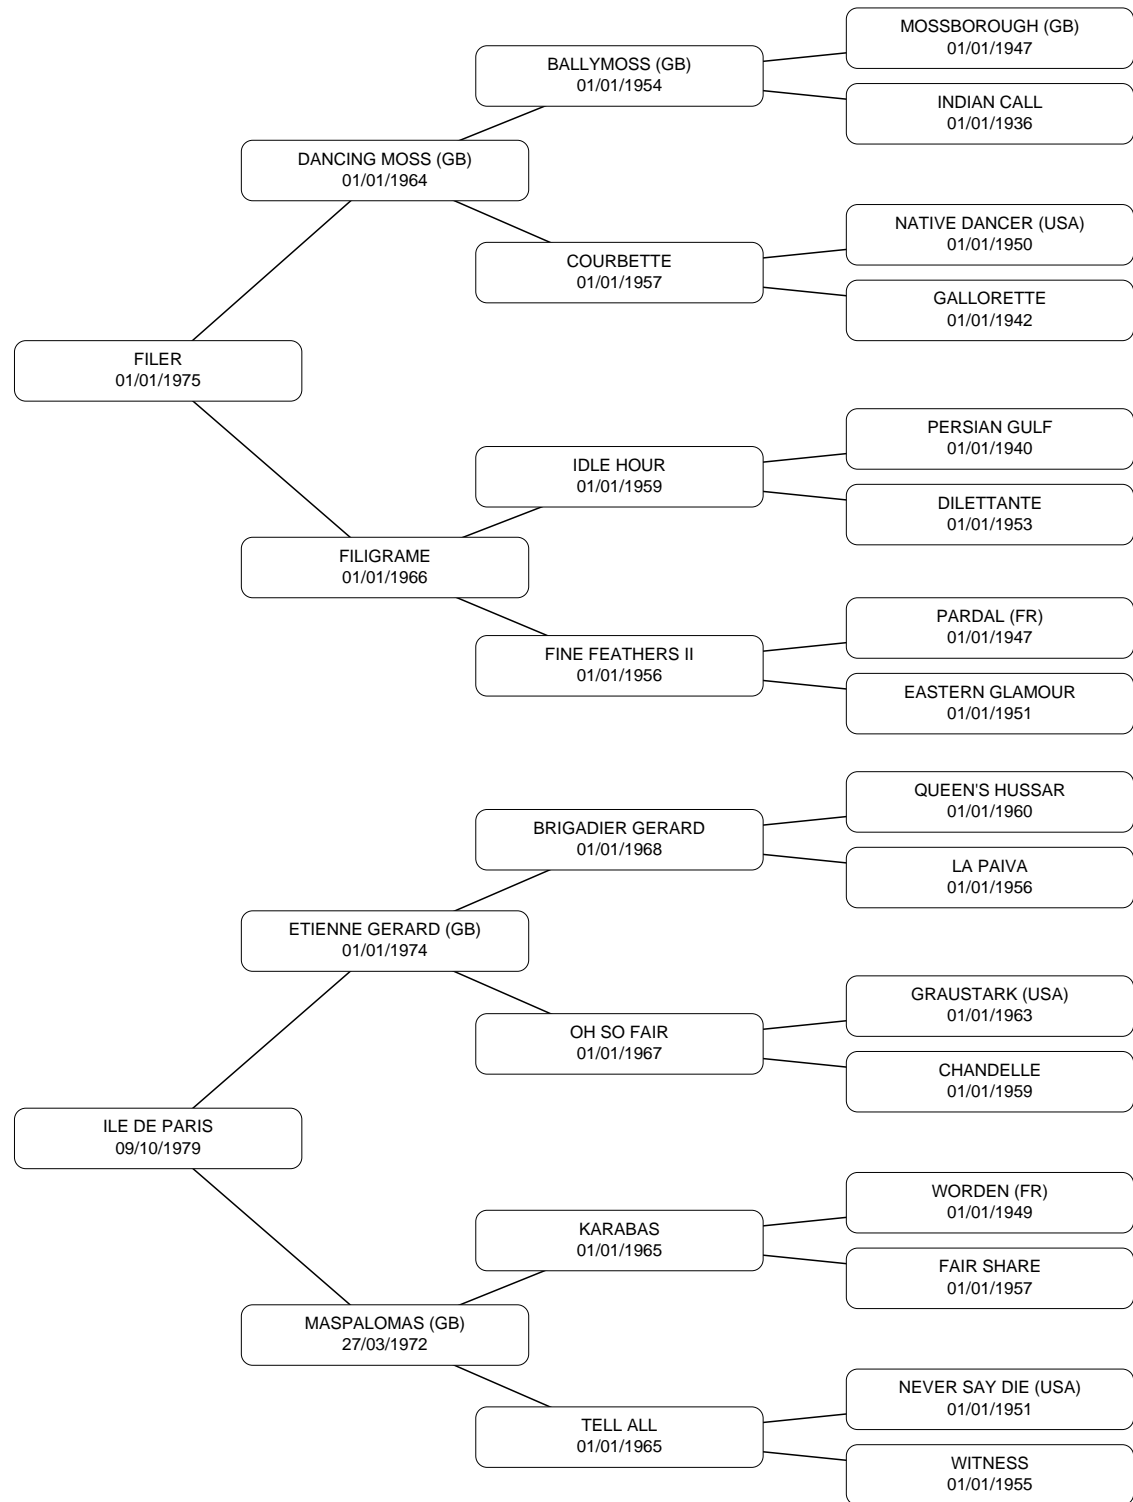 MOSSBOROUGH (GB)
01/01/1947
BALLYMOSS (GB)
01/01/1954
INDIAN CALL
01/01/1936
DANCING MOSS (GB)
01/01/1964
NATIVE DANCER (USA)
01/01/1950
COURBETTE
01/01/1957
GALLORETTE
01/01/1942
FILER
01/01/1975
PERSIAN GULF
01/01/1940
IDLE HOUR
01/01/1959
DILETTANTE
01/01/1953
FILIGRAME
01/01/1966
PARDAL (FR)
01/01/1947
FINE FEATHERS II
01/01/1956
EASTERN GLAMOUR
01/01/1951
QUEEN'S HUSSAR
01/01/1960
BRIGADIER GERARD
01/01/1968
LA PAIVA
01/01/1956
ETIENNE GERARD (GB)
01/01/1974
GRAUSTARK (USA)
01/01/1963
OH SO FAIR
01/01/1967
CHANDELLE
01/01/1959
ILE DE PARIS
09/10/1979
WORDEN (FR)
01/01/1949
KARABAS
01/01/1965
FAIR SHARE
01/01/1957
MASPALOMAS (GB)
27/03/1972
NEVER SAY DIE (USA)
01/01/1951
TELL ALL
01/01/1965
WITNESS
01/01/1955